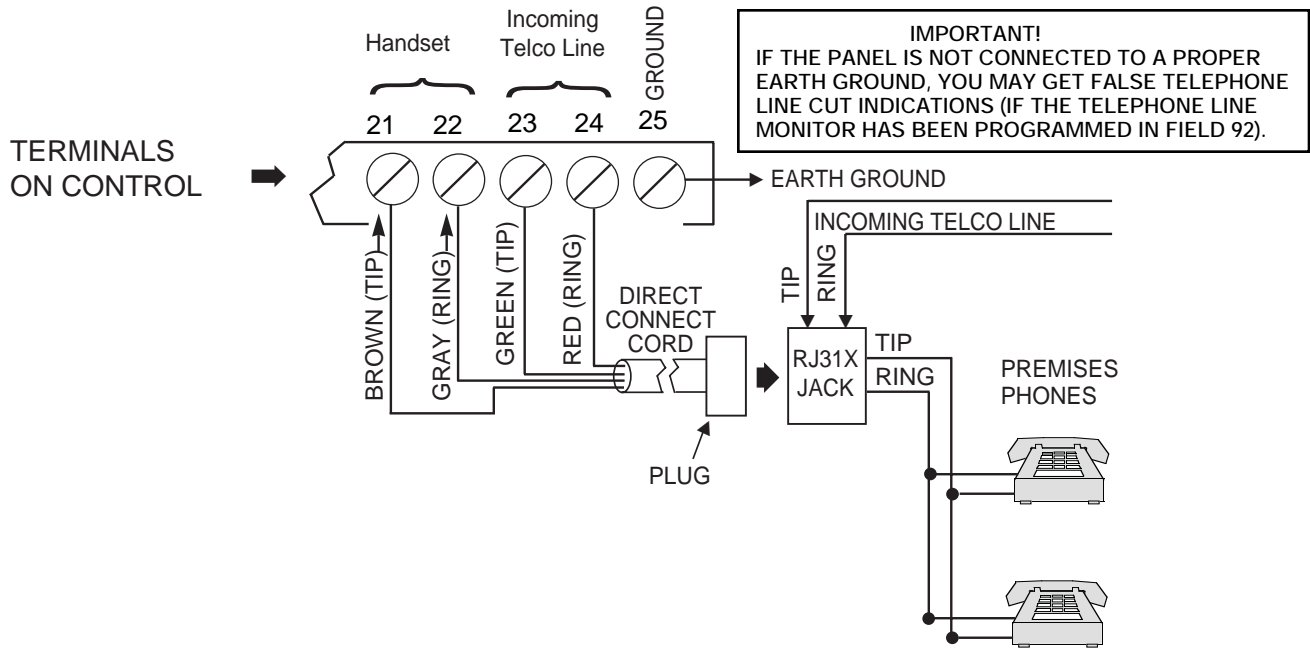 Handset
Incoming
Telco Line
GROUND
21 22 23 24 25
TERMINALS
ON CONTROL
IMPORTANT!
IF THE PANEL IS NOT CONNECTED TO A PROPER
EARTH GROUND, YOU MAY GET FALSE TELEPHONE
LINE CUT INDICATIONS (IF THE TELEPHONE LINE
MONITOR HAS BEEN PROGRAMMED IN FIELD 92).
EARTH GROUND
INCOMING TELCO LINE
BROWN (TIP)
GRAY (RING)
GREEN (TIP)
RED (RING)
DIRECT
CONNECT
CORD
PLUG
TIP
RING
RJ31X
JACK
TIP
RING
PREMISES
PHONES